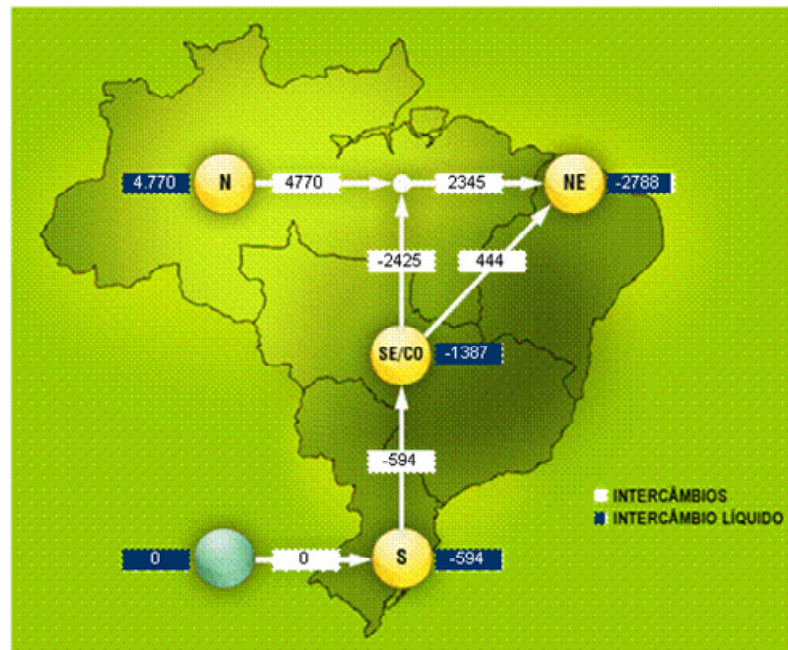 4.770 N 4770 2345 NE -2788
-2425 444
SE/CO -1387
-594
INTERCÂMBIOS
INTERCÂMBIO LÍQUIDO
0 0 S -594